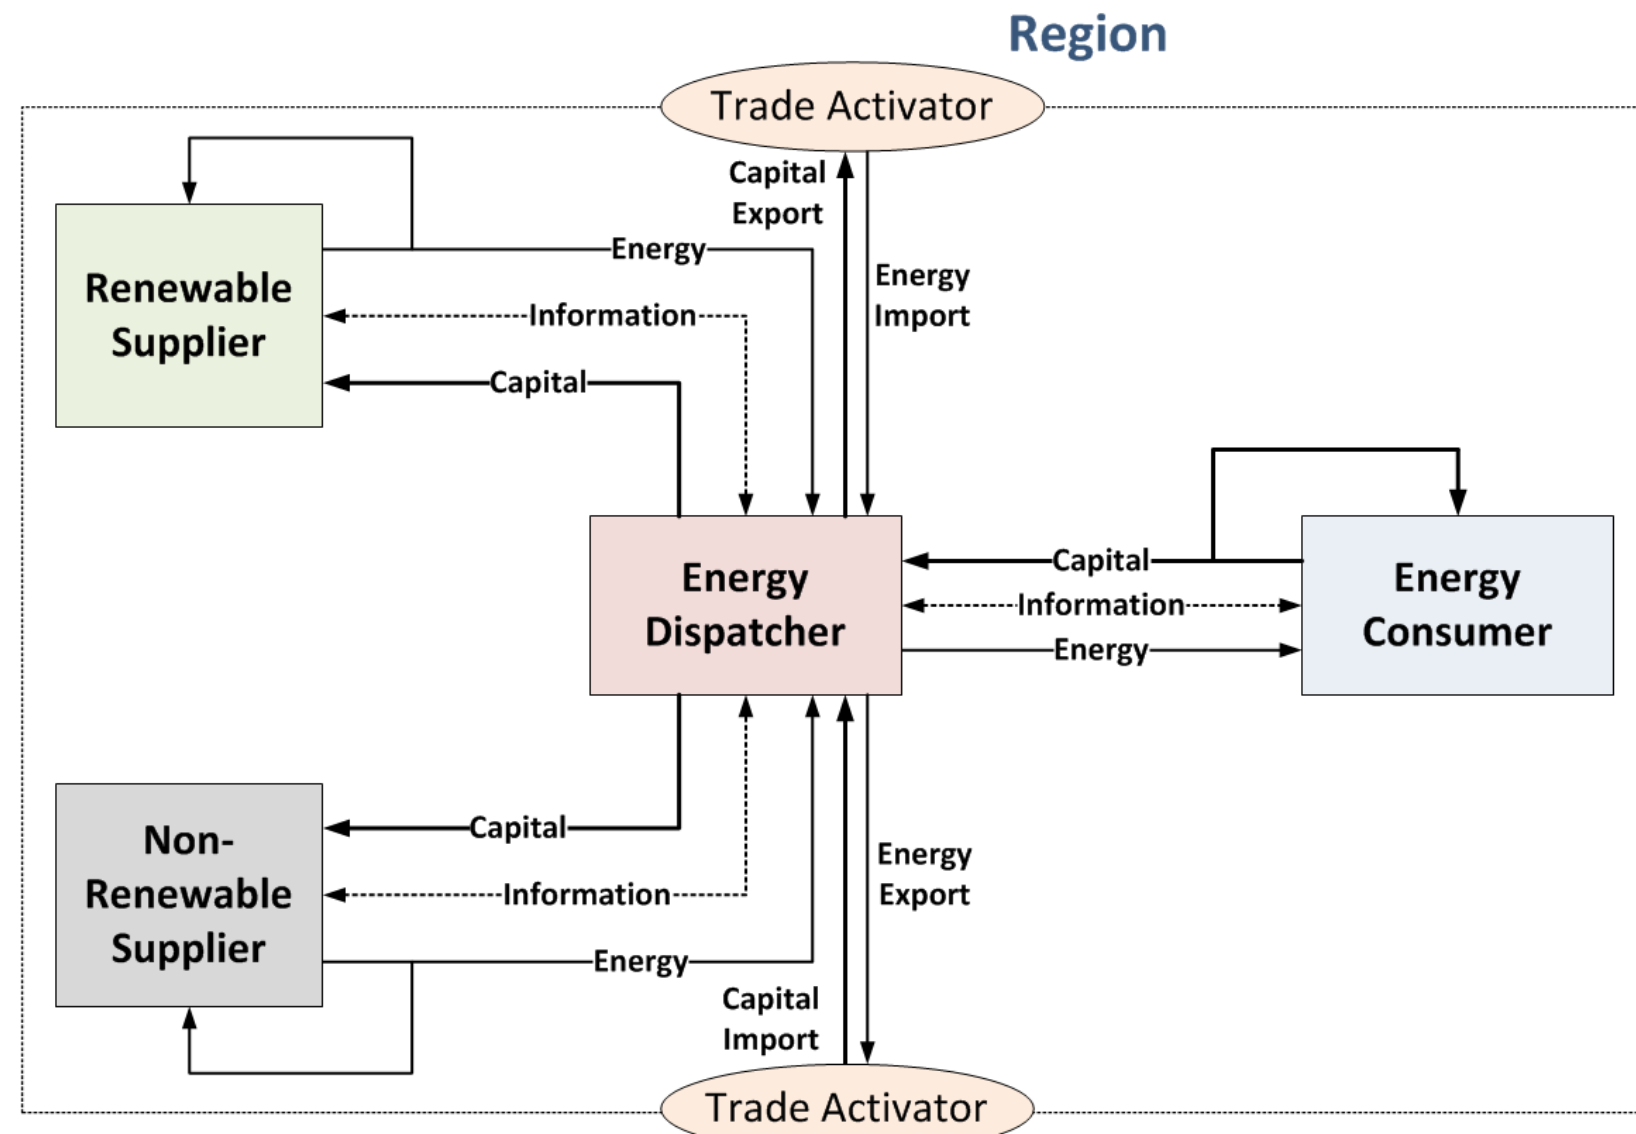 Region
Trade Activator
Capital
Export
Energy
Import
Energy
Renewable
Supplier
Information
Capital
Energy
Dispatcher
Capital
Information
Energy
Energy
Consumer
Non-
Renewable
Supplier
Capital
Information
Energy
Energy
Export
Capital
Import
Trade Activator